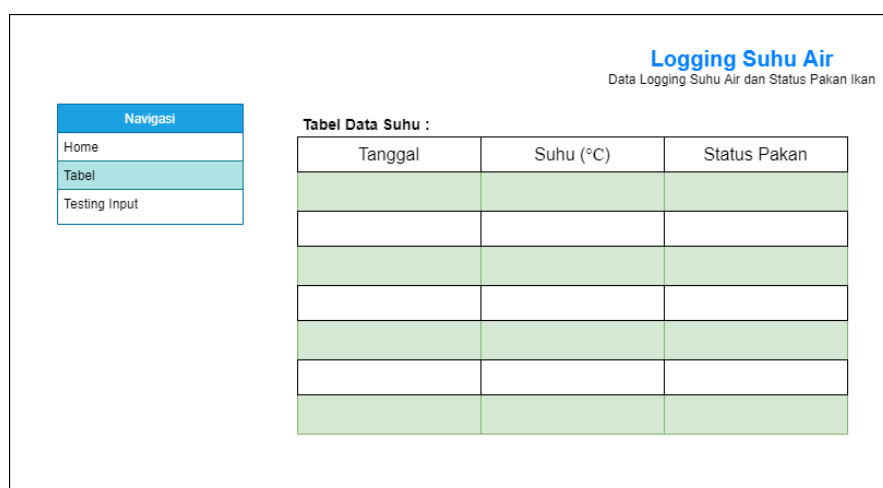 Logging Suhu Air
Data Logging Suhu Air dan Status Pakan Ikan
Navigasi
Home
Tabel
Testing Input
Tabel Data Suhu :
Tanggal Suhu (°C) Status Pakan